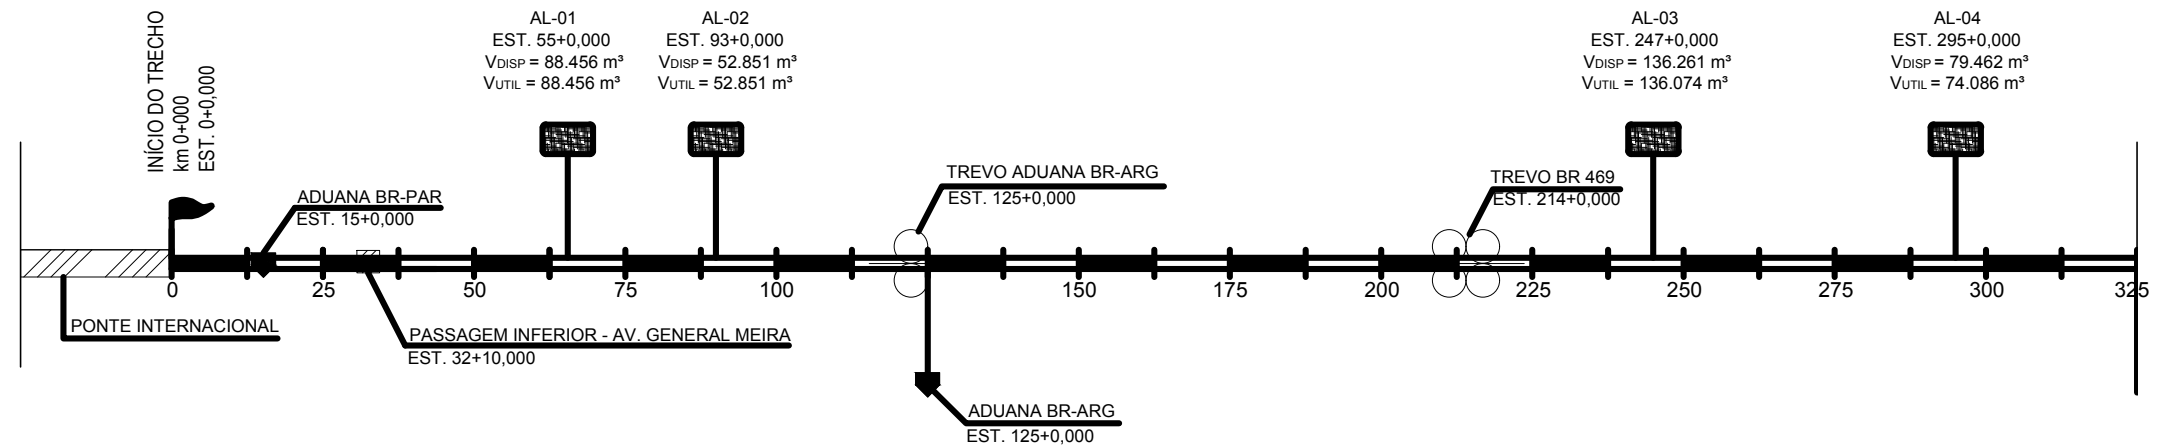 INÍCIO DO TRECHO
km 0+000
EST. 0+0,000
AL-01
EST. 55+0,000
VDISP = 88.456 m³
VUTIL = 88.456 m³
AL-02
EST. 93+0,000
VDISP = 52.851 m³
VUTIL = 52.851 m³
AL-03
EST. 247+0,000
VDISP = 136.261 m³
VUTIL = 136.074 m³
AL-04
EST. 295+0,000
VDISP = 79.462 m³
VUTIL = 74.086 m³
ADUANA BR-PAR
EST. 15+0,000
TREVO ADUANA BR-ARG
EST. 125+0,000
TREVO BR 469
EST. 214+0,000
0 25 50 75 100 150 175 200 225 250 275 300 325
PONTE INTERNACIONAL
PASSAGEM INFERIOR - AV. GENERAL MEIRA
EST. 32+10,000
ADUANA BR-ARG
EST. 125+0,000